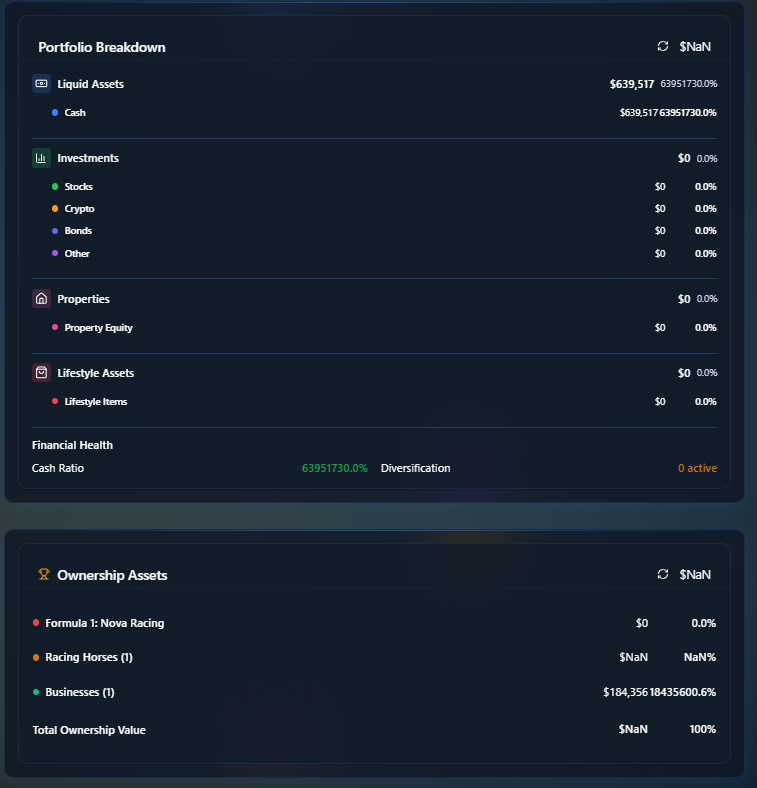 Portfolio Breakdown $NaN
Liquid Assets $639,517 63951730.0%
Cash $639,517 63951730.0%
Investments $0 0.0%
Stocks $0 0.0%
Crypto $0 0.0%
Bonds $0 0.0%
Other $0 0.0%
Properties $0 0.0%
Property Equity $0 0.0%
Lifestyle Assets $0 0.0%
Lifestyle Items $0 0.0%
Financial Health
Cash Ratio 63951730.0% Diversification 0 active
Ownership Assets $NaN
Formula 1: Nova Racing $0 0.0%
Racing Horses (1) $NaN NaN%
Businesses (1) $184,356 18435600.6%
Total Ownership Value $NaN 100%